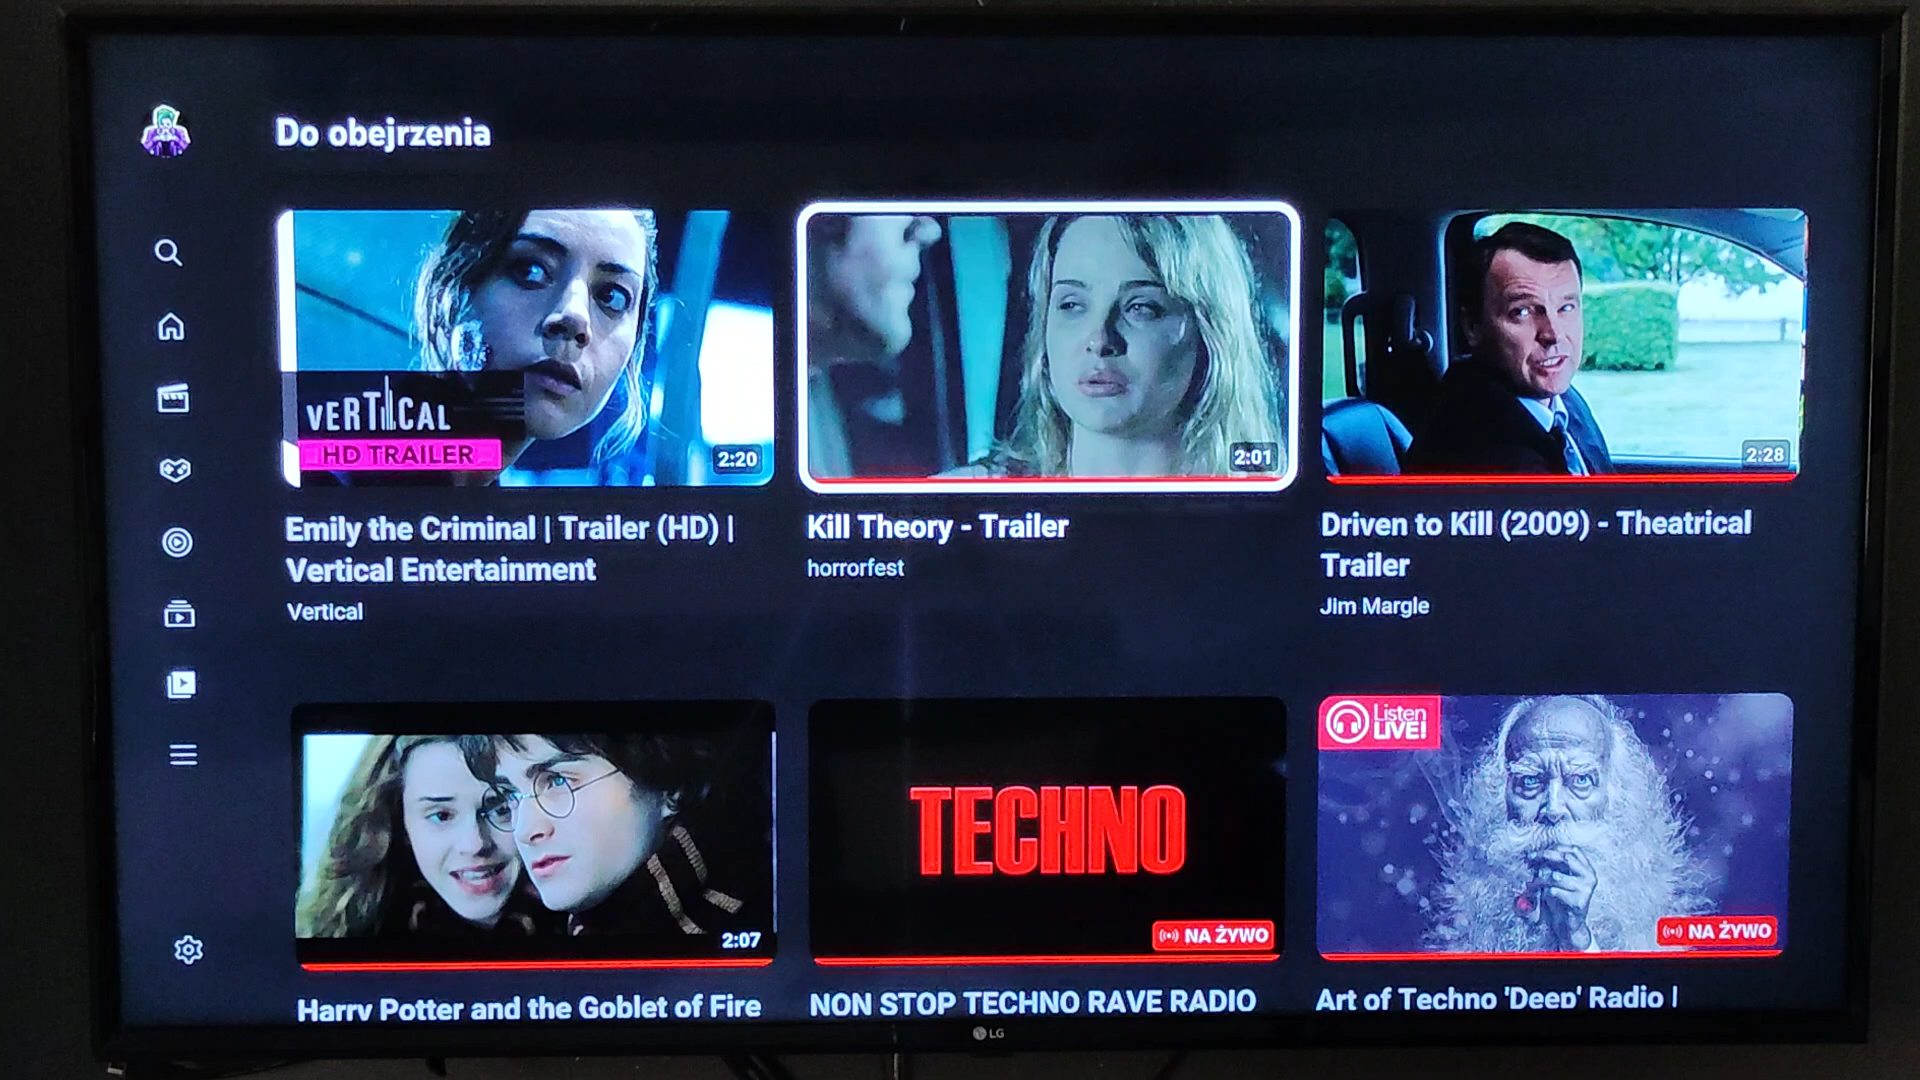 Do obejrzenia
VERTICAL
HD TRAILER
2:20
2:01
2:28
Emily the Criminal | Trailer (HD) |
Vertical Entertainment
Vertical
Kill Theory - Trailer
horrorfest
Driven to Kill (2009) - Theatrical
Trailer
Jim Margle
2:07
TECHNO
NA ŻYWO
Listen
LIVE!
NA ŻYWO
Harry Potter and the Goblet of Fire
NON STOP TECHNO RAVE RADIO
Art of Techno 'Deep' Radio |
LG